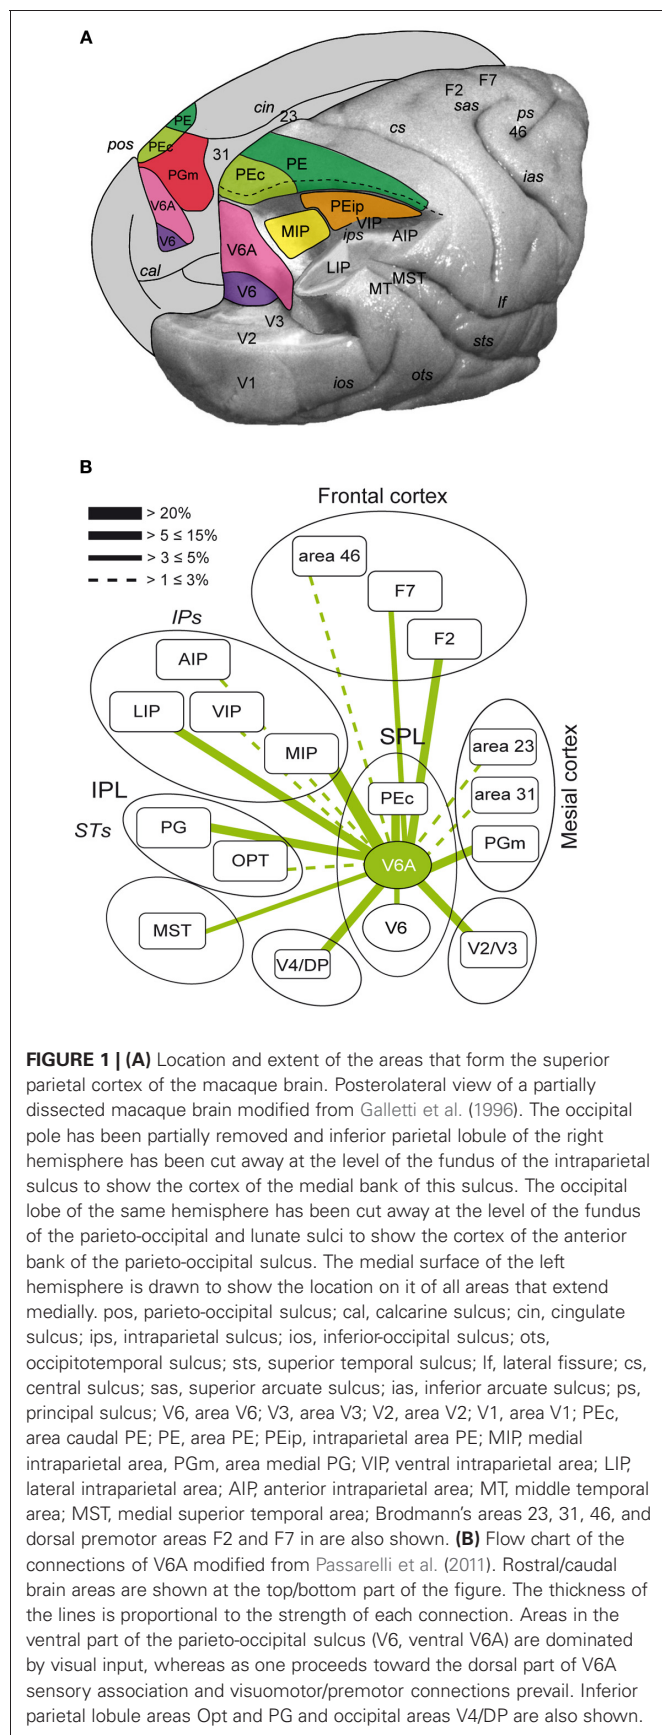 A
F7
F2
sas
cin
23
ps
46
PE
cs
pos
PEc
31
PE
ias
PGm
PEc
V6A
PEip
VIP
MIP
ips
AIP
V6
V6A
cal
LIP
MST
MT
V6
lf
V3
V2
sts
V1
ios
ots
B
Frontal cortex
> 20%
> 5 ≤ 15%
> 3 ≤ 5%
> 1 ≤ 3%
area 46
F7
F2
IPs
AIP
LIP
VIP
MIP
SPL
area 23
area 31
PGm
Mesial cortex
PEc
IPL
STs
PG
OPT
V6A
MST
V6
V4/DP
V2/V3
FIGURE 1 | (A) Location and extent of the areas that form the superior
parietal cortex of the macaque brain. Posterolateral view of a partially
dissected macaque brain modified from Galletti et al. (1996). The occipital
pole has been partially removed and inferior parietal lobule of the right
hemisphere has been cut away at the level of the fundus of the intraparietal
sulcus to show the cortex of the medial bank of this sulcus. The occipital
lobe of the same hemisphere has been cut away at the level of the fundus
of the parieto-occipital and lunate sulci to show the cortex of the anterior
bank of the parieto-occipital sulcus. The medial surface of the left
hemisphere is drawn to show the location on it of all areas that extend
medially. pos, parieto-occipital sulcus; cal, calcarine sulcus; cin, cingulate
sulcus; ips, intraparietal sulcus; ios, inferior-occipital sulcus; ots,
occipitotemporal sulcus; sts, superior temporal sulcus; lf, lateral fissure; cs,
central sulcus; sas, superior arcuate sulcus; ias, inferior arcuate sulcus; ps,
principal sulcus; V6, area V6; V3, area V3; V2, area V2; V1, area V1; PEc,
area caudal PE; PE, area PE; PEip, intraparietal area PE; MIP, medial
intraparietal area, PGm, area medial PG; VIP, ventral intraparietal area; LIP,
lateral intraparietal area; AIP, anterior intraparietal area; MT, middle temporal
area; MST, medial superior temporal area; Brodmann's areas 23, 31, 46, and
dorsal premotor areas F2 and F7 in are also shown. (B) Flow chart of the
connections of V6A modified from Passarelli et al. (2011). Rostral/caudal
brain areas are shown at the top/bottom part of the figure. The thickness of
the lines is proportional to the strength of each connection. Areas in the
ventral part of the parieto-occipital sulcus (V6, ventral V6A) are dominated
by visual input, whereas as one proceeds toward the dorsal part of V6A
sensory association and visuomotor/premotor connections prevail. Inferior
parietal lobule areas Opt and PG and occipital areas V4/DP are also shown.